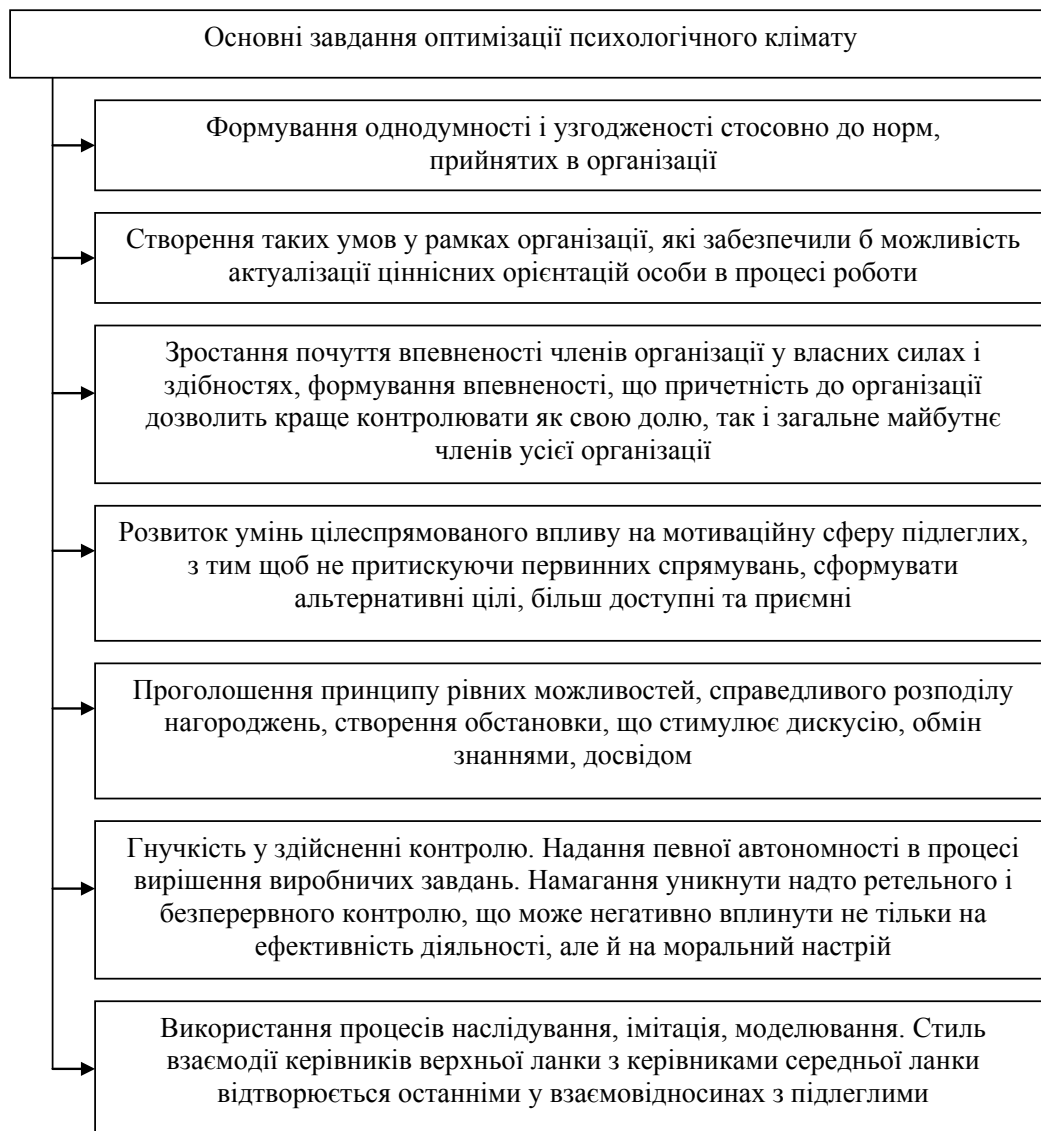 Основні завдання оптимізації психологічного клімату
Формування однодумності і узгодженості стосовно до норм,
прийнятих в організації
Створення таких умов у рамках організації, які забезпечили б можливість
актуалізації ціннісних орієнтацій особи в процесі роботи
Зростання почуття впевненості членів організації у власних силах і
здібностях, формування впевненості, що причетність до організації
дозволить краще контролювати як свою долю, так і загальне майбутнє
членів усієї організації
Розвиток умінь цілеспрямованого впливу на мотиваційну сферу підлеглих,
з тим щоб не притискуючи первинних спрямувань, сформувати
альтернативні цілі, більш доступні та приємні
Проголошення принципу рівних можливостей, справедливого розподілу
нагороджень, створення обстановки, що стимулює дискусію, обмін
знаннями, досвідом
Гнучкість у здійсненні контролю. Надання певної автономності в процесі
вирішення виробничих завдань. Намагання уникнути надто ретельного і
безперервного контролю, що може негативно вплинути не тільки на
ефективність діяльності, але й на моральний настрій
Використання процесів наслідування, імітація, моделювання. Стиль
взаємодії керівників верхньої ланки з керівниками середньої ланки
відтворюється останніми у взаємовідносинах з підлеглими